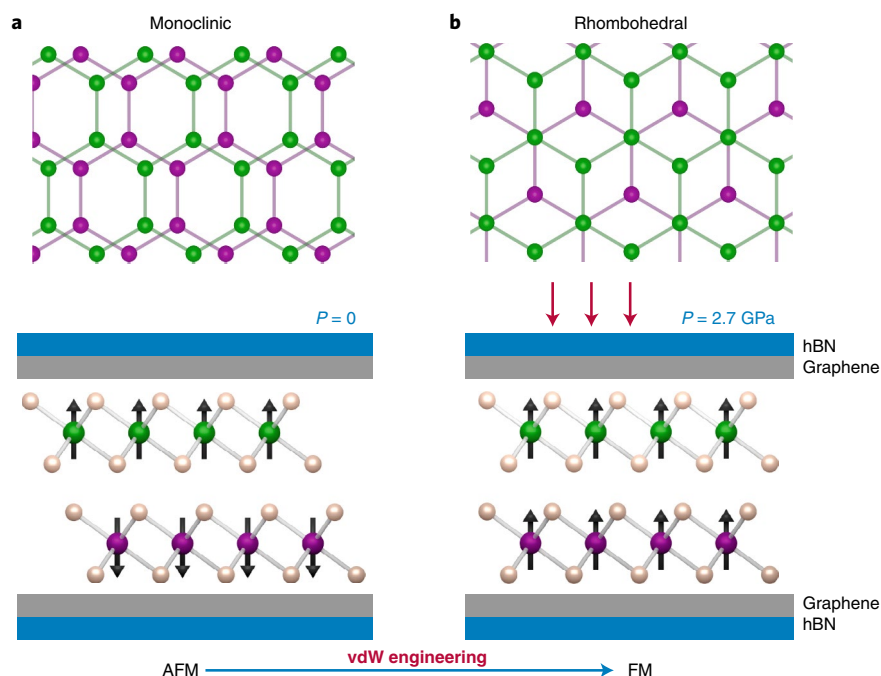 a
Monoclinic
b
Rhombohedral
P = 0
P = 2.7 GPa
hBN
Graphene
Graphene
hBN
vdW engineering
AFM
FM